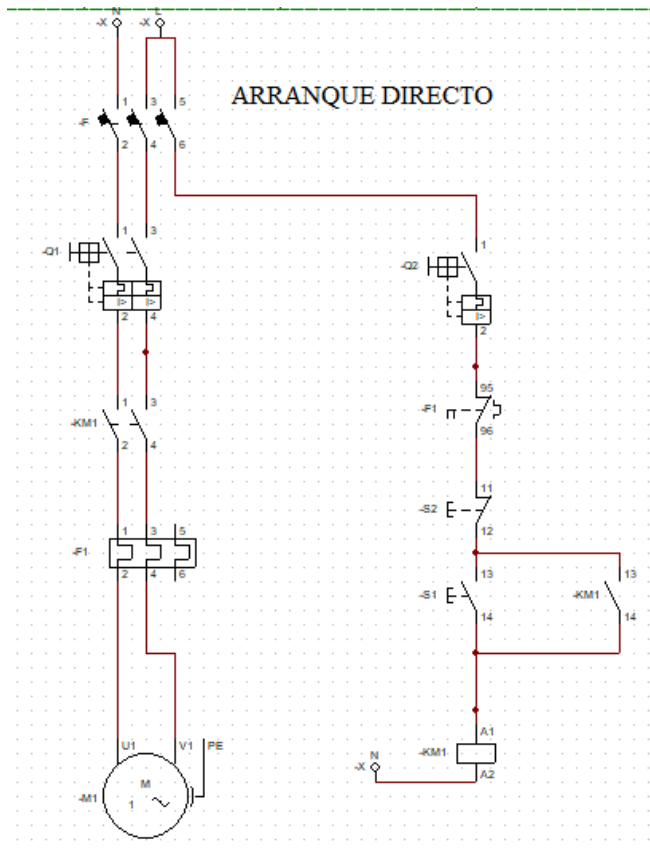 N L
-X -X
ARRANQUE DIRECTO
1 3 5
-F
2 4 6
1 3
-Q1
I> I>
2 4
1
-Q2
I>
2
1 3
-KM1
2 4
95
-F1
96
11
-S2
12
1 3 5
-F1
2 4 6
13 13
-S1 -KM1
14 14
U1 V1 PE
M
-M1
1
A1
-KM1
A2
N
-X